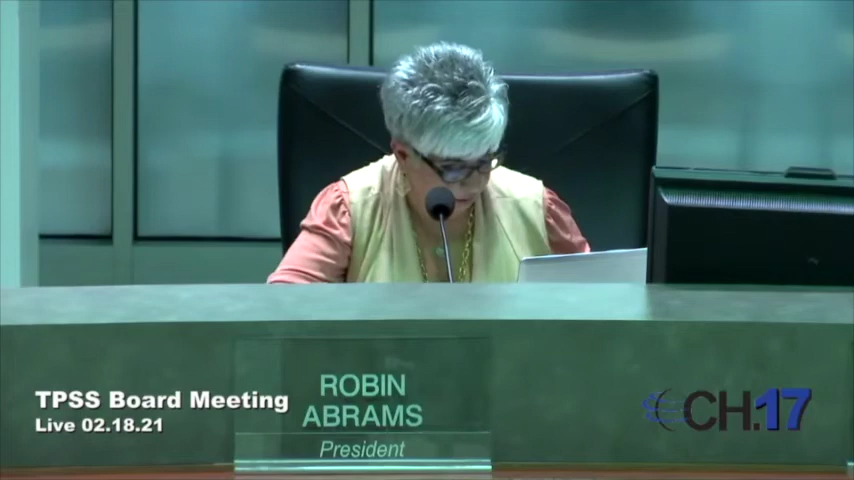 ROBIN
ABRAMS
President
TPSS Board Meeting
Live 02.18.21
CH.17